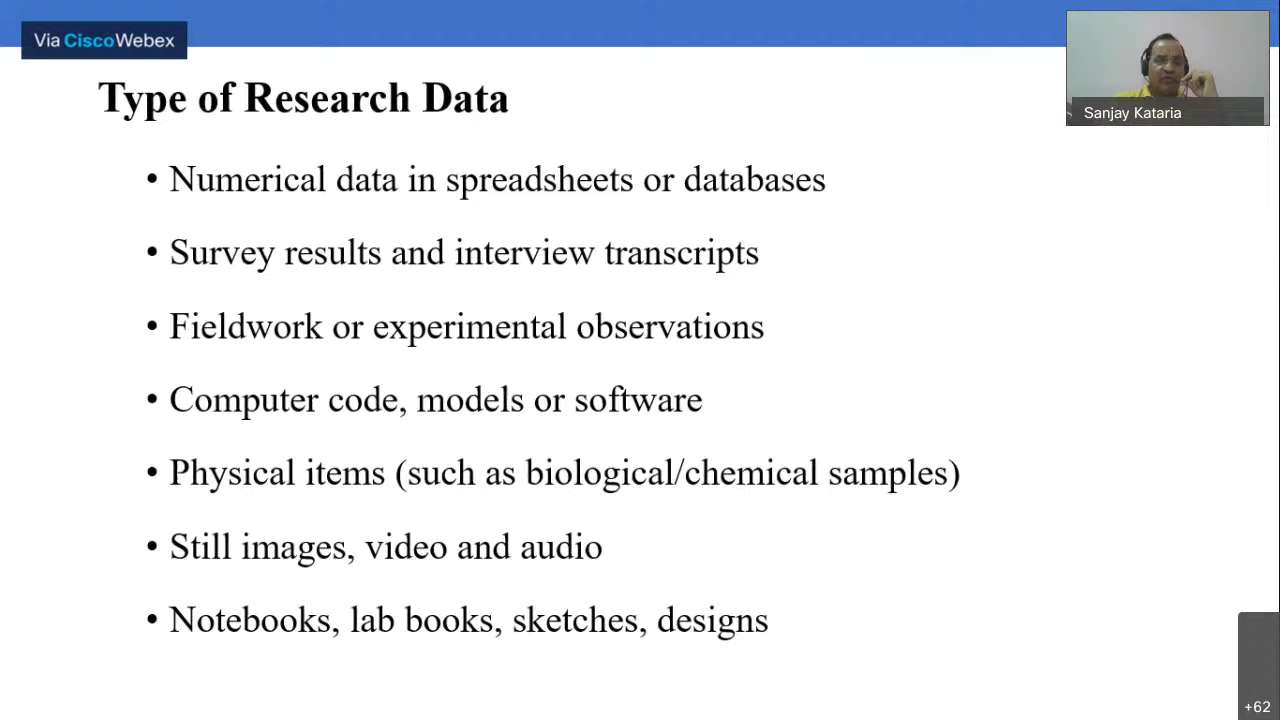 Via Cisco Webex
Sanjay Kataria
Type of Research Data
• Numerical data in spreadsheets or databases
• Survey results and interview transcripts
• Fieldwork or experimental observations
• Computer code, models or software
• Physical items (such as biological/chemical samples)
• Still images, video and audio
• Notebooks, lab books, sketches, designs
+62